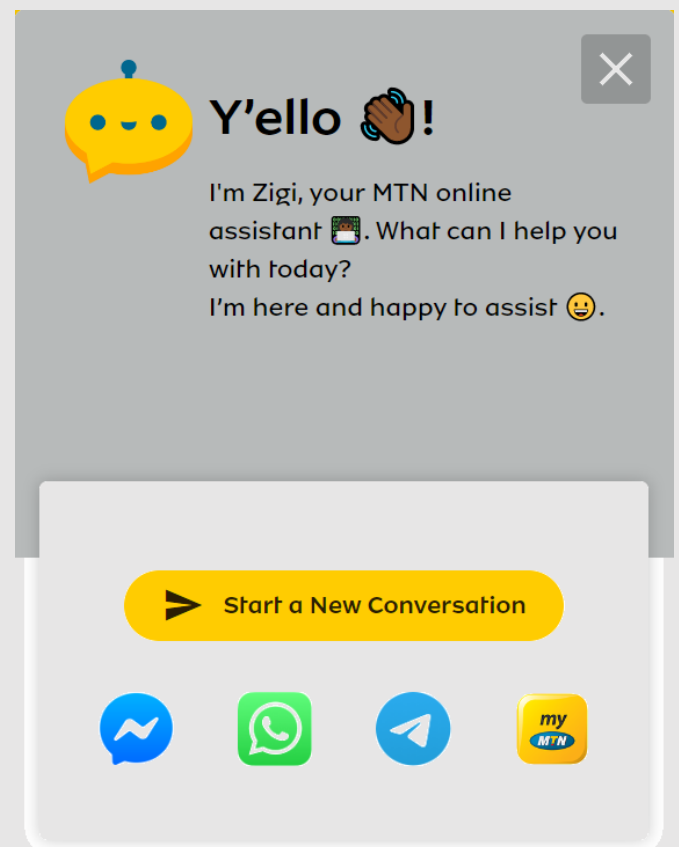 Y'ello 👋🏾!
I'm Zigi, your MTN online
assistant 👨🏾‍💻. What can I help you
with today?
I'm here and happy to assist 😀.
Start a New Conversation
my
MTN